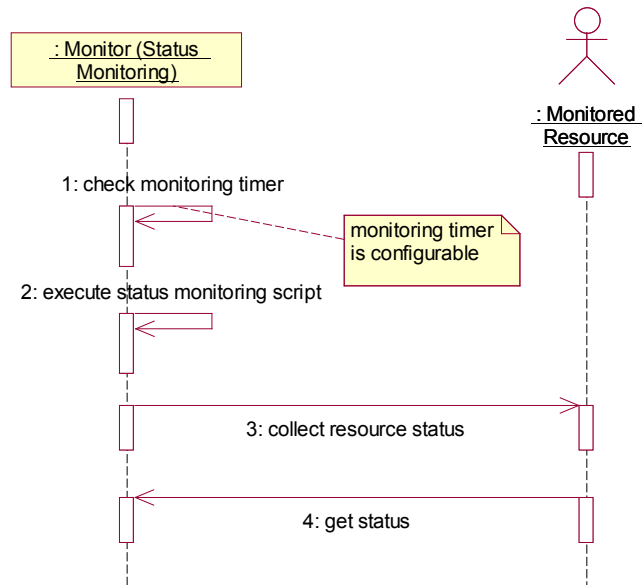 : Monitor (Status
Monitoring)
: Monitored
Resource
1: check monitoring timer
monitoring timer
is configurable
2: execute status monitoring script
3: collect resource status
4: get status